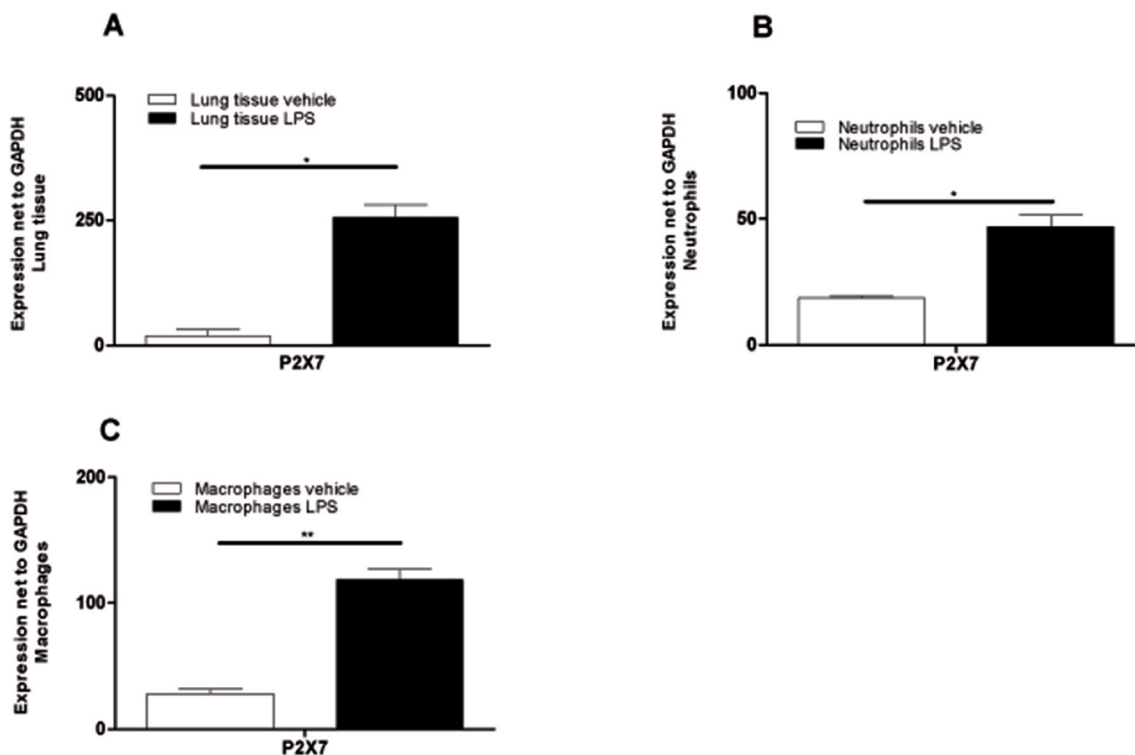 A
500
250
0
Expression net to GAPDH
Lung tissue
Lung tissue vehicle
Lung tissue LPS
*
P2X7
B
100
50
0
Expression net to GAPDH
Neutrophils
Neutrophils vehicle
Neutrophils LPS
*
P2X7
C
200
100
0
Expression net to GAPDH
Macrophages
Macrophages vehicle
Macrophages LPS
**
P2X7